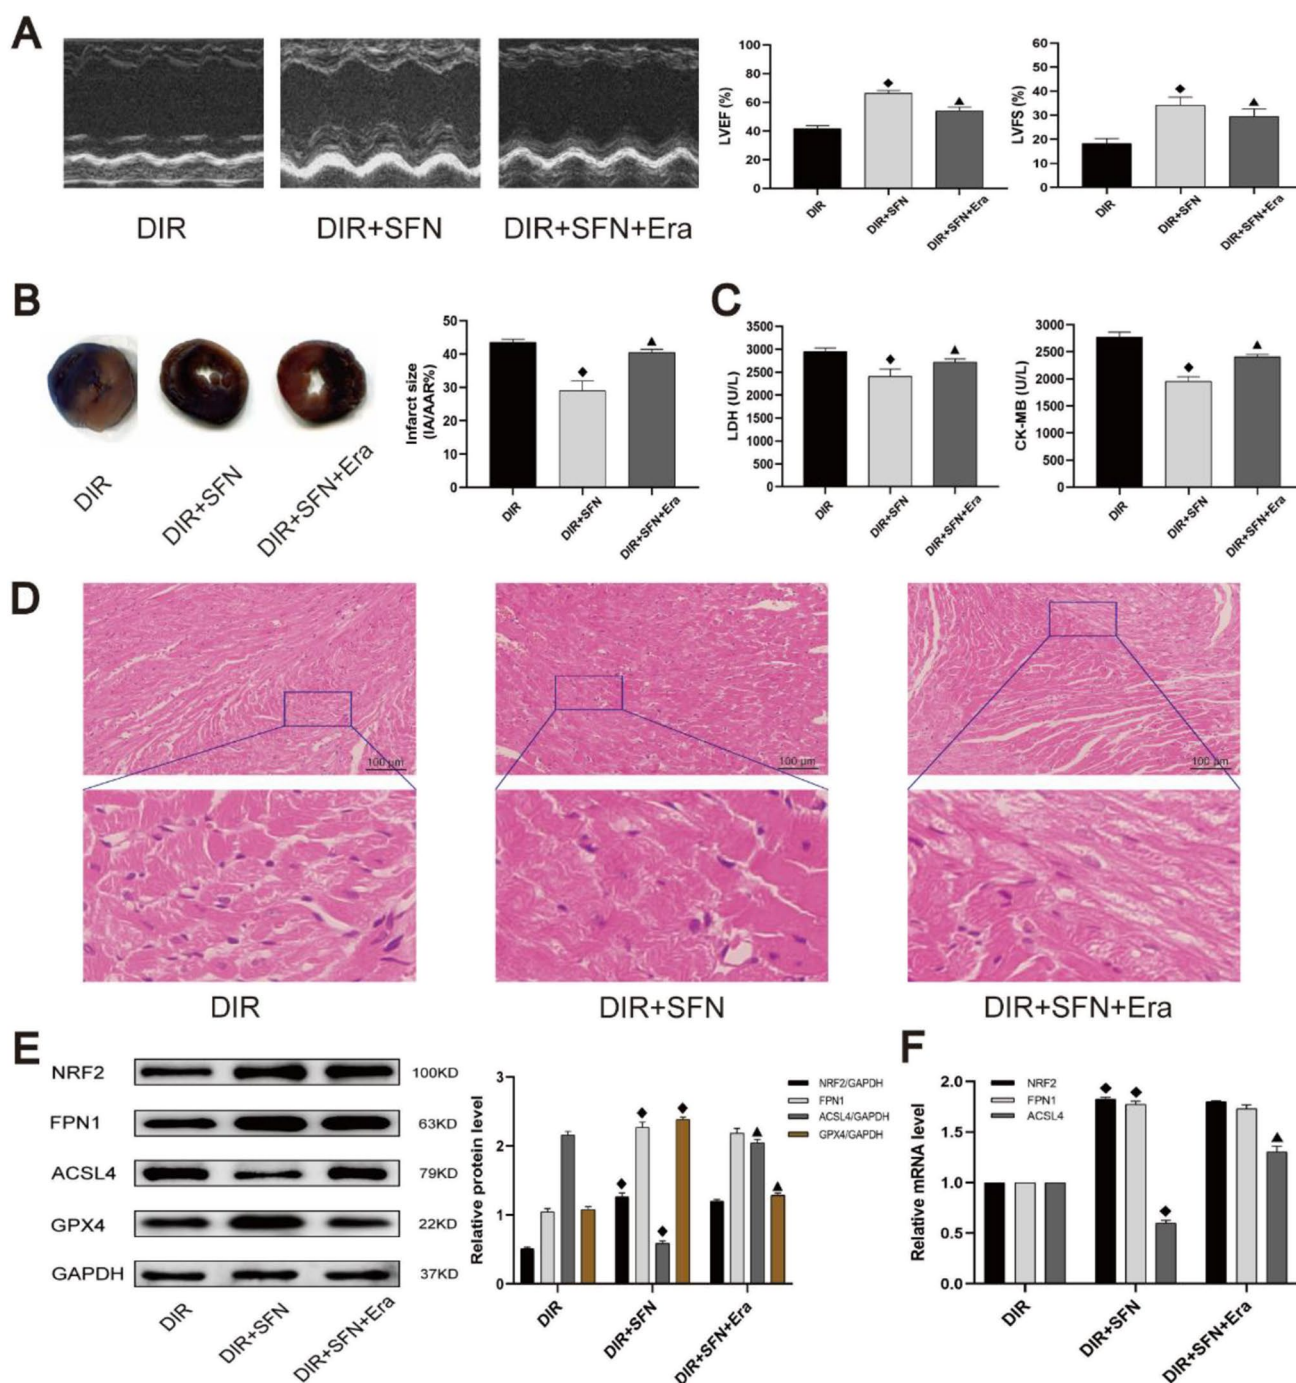 A
DIR
DIR+SFN
DIR+SFN+Era
LVEF (%)
100
80
60
40
20
0
DIR
DIR+SFN
DIR+SFN+Era
LVFS (%)
60
50
40
30
20
10
0
DIR
DIR+SFN
DIR+SFN+Era
B
DIR
DIR+SFN
DIR+SFN+Era
Infarct size
(IA/AAR%)
50
40
30
20
10
0
DIR
DIR+SFN
DIR+SFN+Era
C
LDH (U/L)
3500
3000
2500
2000
1500
1000
500
0
DIR
DIR+SFN
DIR+SFN+Era
CK-MB (U/L)
3000
2500
2000
1500
1000
500
0
DIR
DIR+SFN
DIR+SFN+Era
D
100 μm
100 μm
100 μm
DIR
DIR+SFN
DIR+SFN+Era
E
NRF2
100KD
FPN1
63KD
ACSL4
79KD
GPX4
22KD
GAPDH
37KD
DIR
DIR+SFN
DIR+SFN+Era
Relative protein level
3
2
1
0
NRF2/GAPDH
FPN1
ACSL4/GAPDH
GPX4/GAPDH
DIR
DIR+SFN
DIR+SFN+Era
F
Relative mRNA level
2.0
1.5
1.0
0.5
0.0
NRF2
FPN1
ACSL4
DIR
DIR+SFN
DIR+SFN+Era